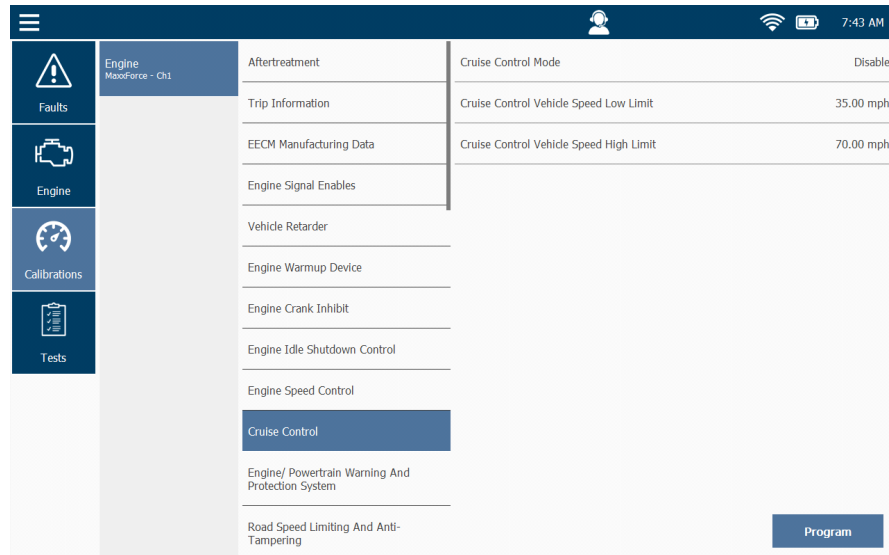 7:43 AM
Faults
Engine
Calibrations
Tests
Engine
MaxxForce - Ch1
Aftertreatment
Trip Information
EECM Manufacturing Data
Engine Signal Enables
Vehicle Retarder
Engine Warmup Device
Engine Crank Inhibit
Engine Idle Shutdown Control
Engine Speed Control
Cruise Control
Engine/ Powertrain Warning And
Protection System
Road Speed Limiting And Anti-
Tampering
Cruise Control Mode Disable
Cruise Control Vehicle Speed Low Limit 35.00 mph
Cruise Control Vehicle Speed High Limit 70.00 mph
Program